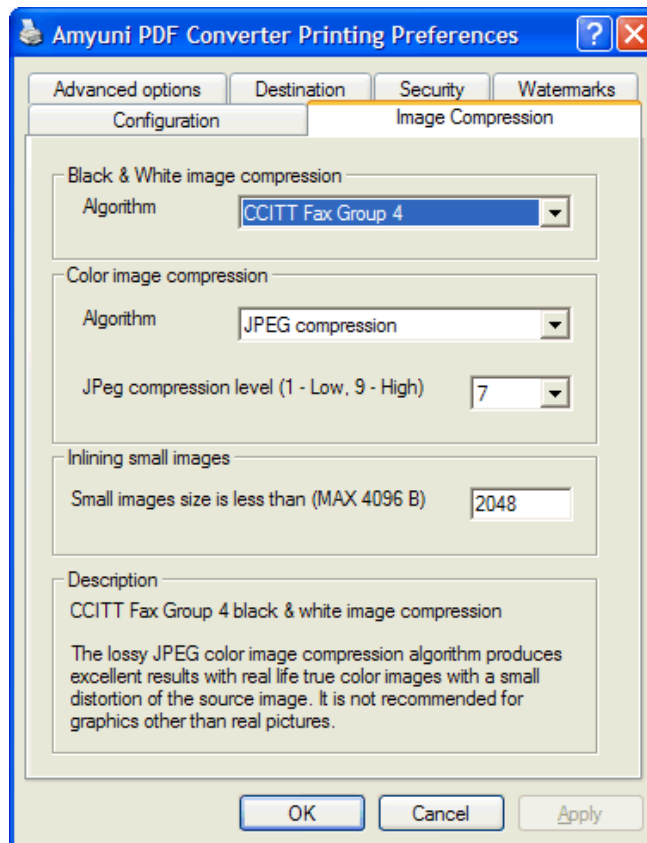 Amyuni PDF Converter Printing Preferences
Advanced options Destination Security Watermarks
Configuration Image Compression
Black & White image compression
Algorithm CCITT Fax Group 4
Color image compression
Algorithm JPEG compression
JPeg compression level (1 - Low, 9 - High) 7
Inlining small images
Small images size is less than (MAX 4096 B) 2048
Description
CCITT Fax Group 4 black & white image compression
The lossy JPEG color image compression algorithm produces
excellent results with real life true color images with a small
distortion of the source image. It is not recommended for
graphics other than real pictures.
OK Cancel Apply